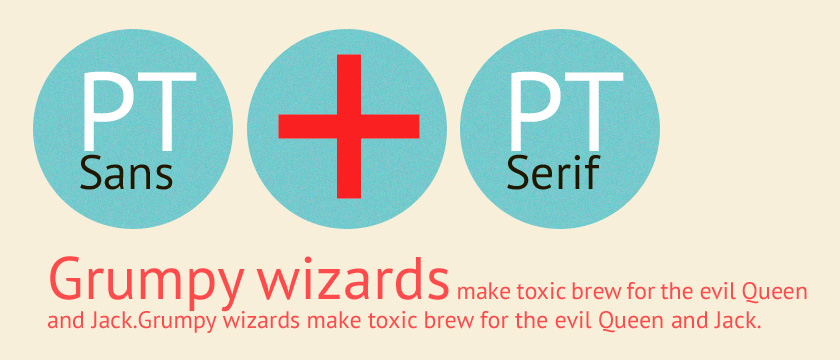 PT PT
Sans Serif
Grumpy wizards make toxic brew for the evil Queen
and Jack.Grumpy wizards make toxic brew for the evil Queen and Jack.